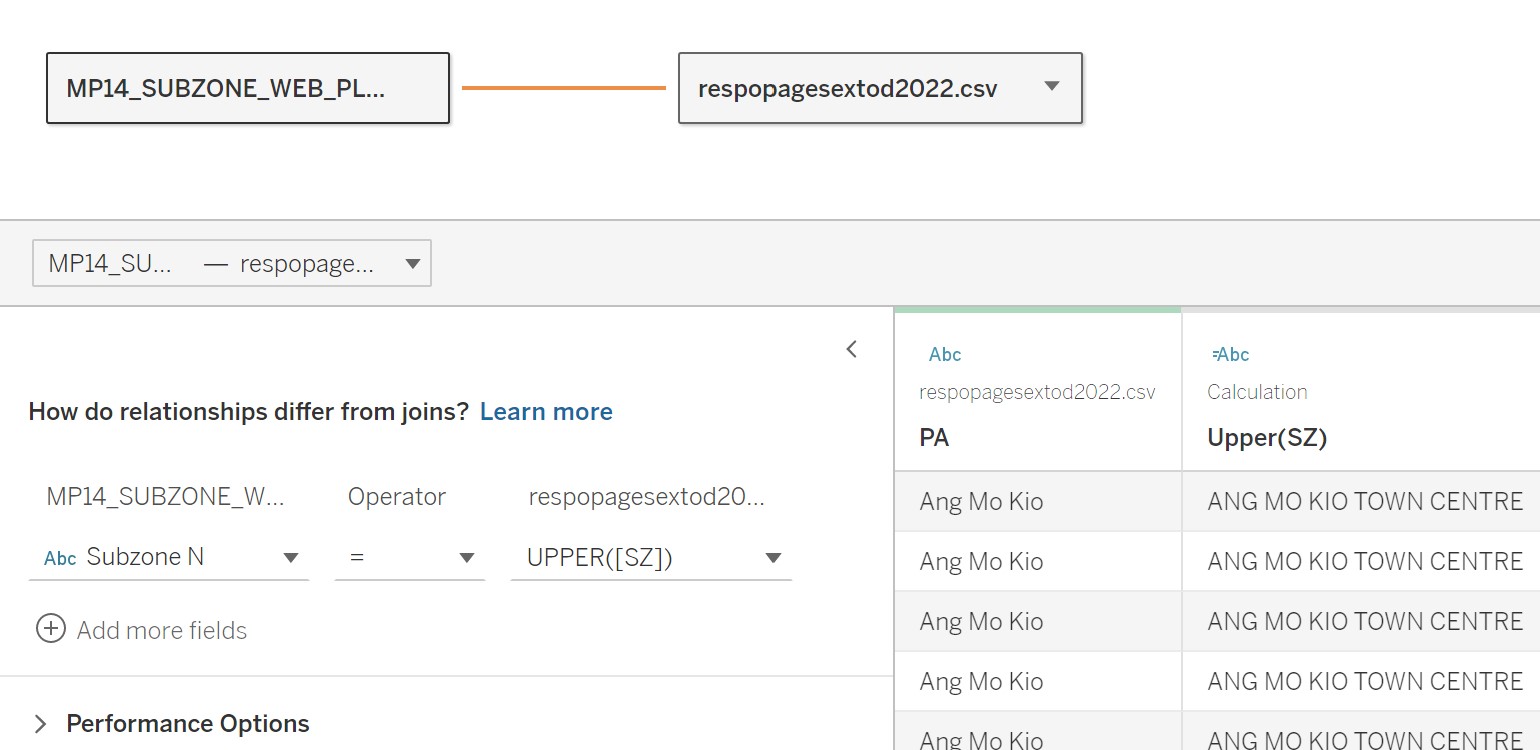 MP14_SUBZONE_WEB_PL...
respopagesextod2022.csv
MP14_SU... — respopage...
How do relationships differ from joins? Learn more
MP14_SUBZONE_W... Operator respopagesextod20...
Abc Subzone N = UPPER([SZ])
Add more fields
Performance Options
Abc =Abc
respopagesextod2022.csv Calculation
PA Upper(SZ)
Ang Mo Kio ANG MO KIO TOWN CENTRE
Ang Mo Kio ANG MO KIO TOWN CENTRE
Ang Mo Kio ANG MO KIO TOWN CENTRE
Ang Mo Kio ANG MO KIO TOWN CENTRE
Ang Mo Kio ANG MO KIO TOWN CENTRE